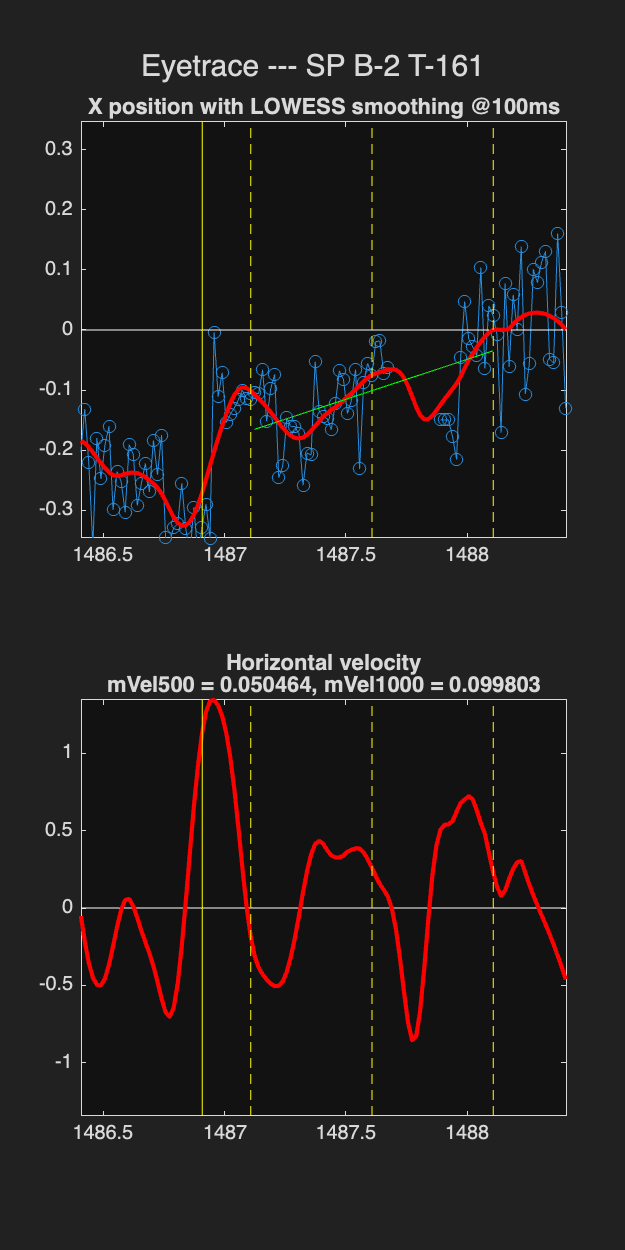 Eyetrace --- SP B-2 T-161
X position with LOWESS smoothing @100ms
0.3
0.2
0.1
0
-0.1
-0.2
-0.3
1486.5 1487 1487.5 1488
Horizontal velocity
mVel500 = 0.050464, mVel1000 = 0.099803
1
0.5
0
-0.5
-1
1486.5 1487 1487.5 1488